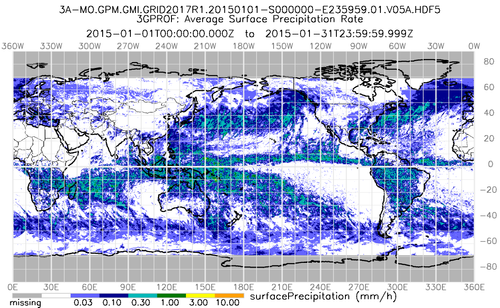 3A-MO.GPM.GMI.GRID2017R1.20150101-S000000-E235959.01.V05A.HDF5
3GPROF: Average Surface Precipitation Rate
2015-01-01T00:00:00.000Z to 2015-01-31T23:59:59.999Z
360W 330W 300W 270W 240W 210W 180W 150W 120W 90W 60W 30W 0W
80
60
40
20
0
-20
-40
-60
-80
0E 30E 60E 90E 120E 150E 180E 210E 240E 270E 300E 330E 360E
missing 0.03 0.10 0.30 1.00 3.00 10.00 surfacePrecipitation (mm/h)